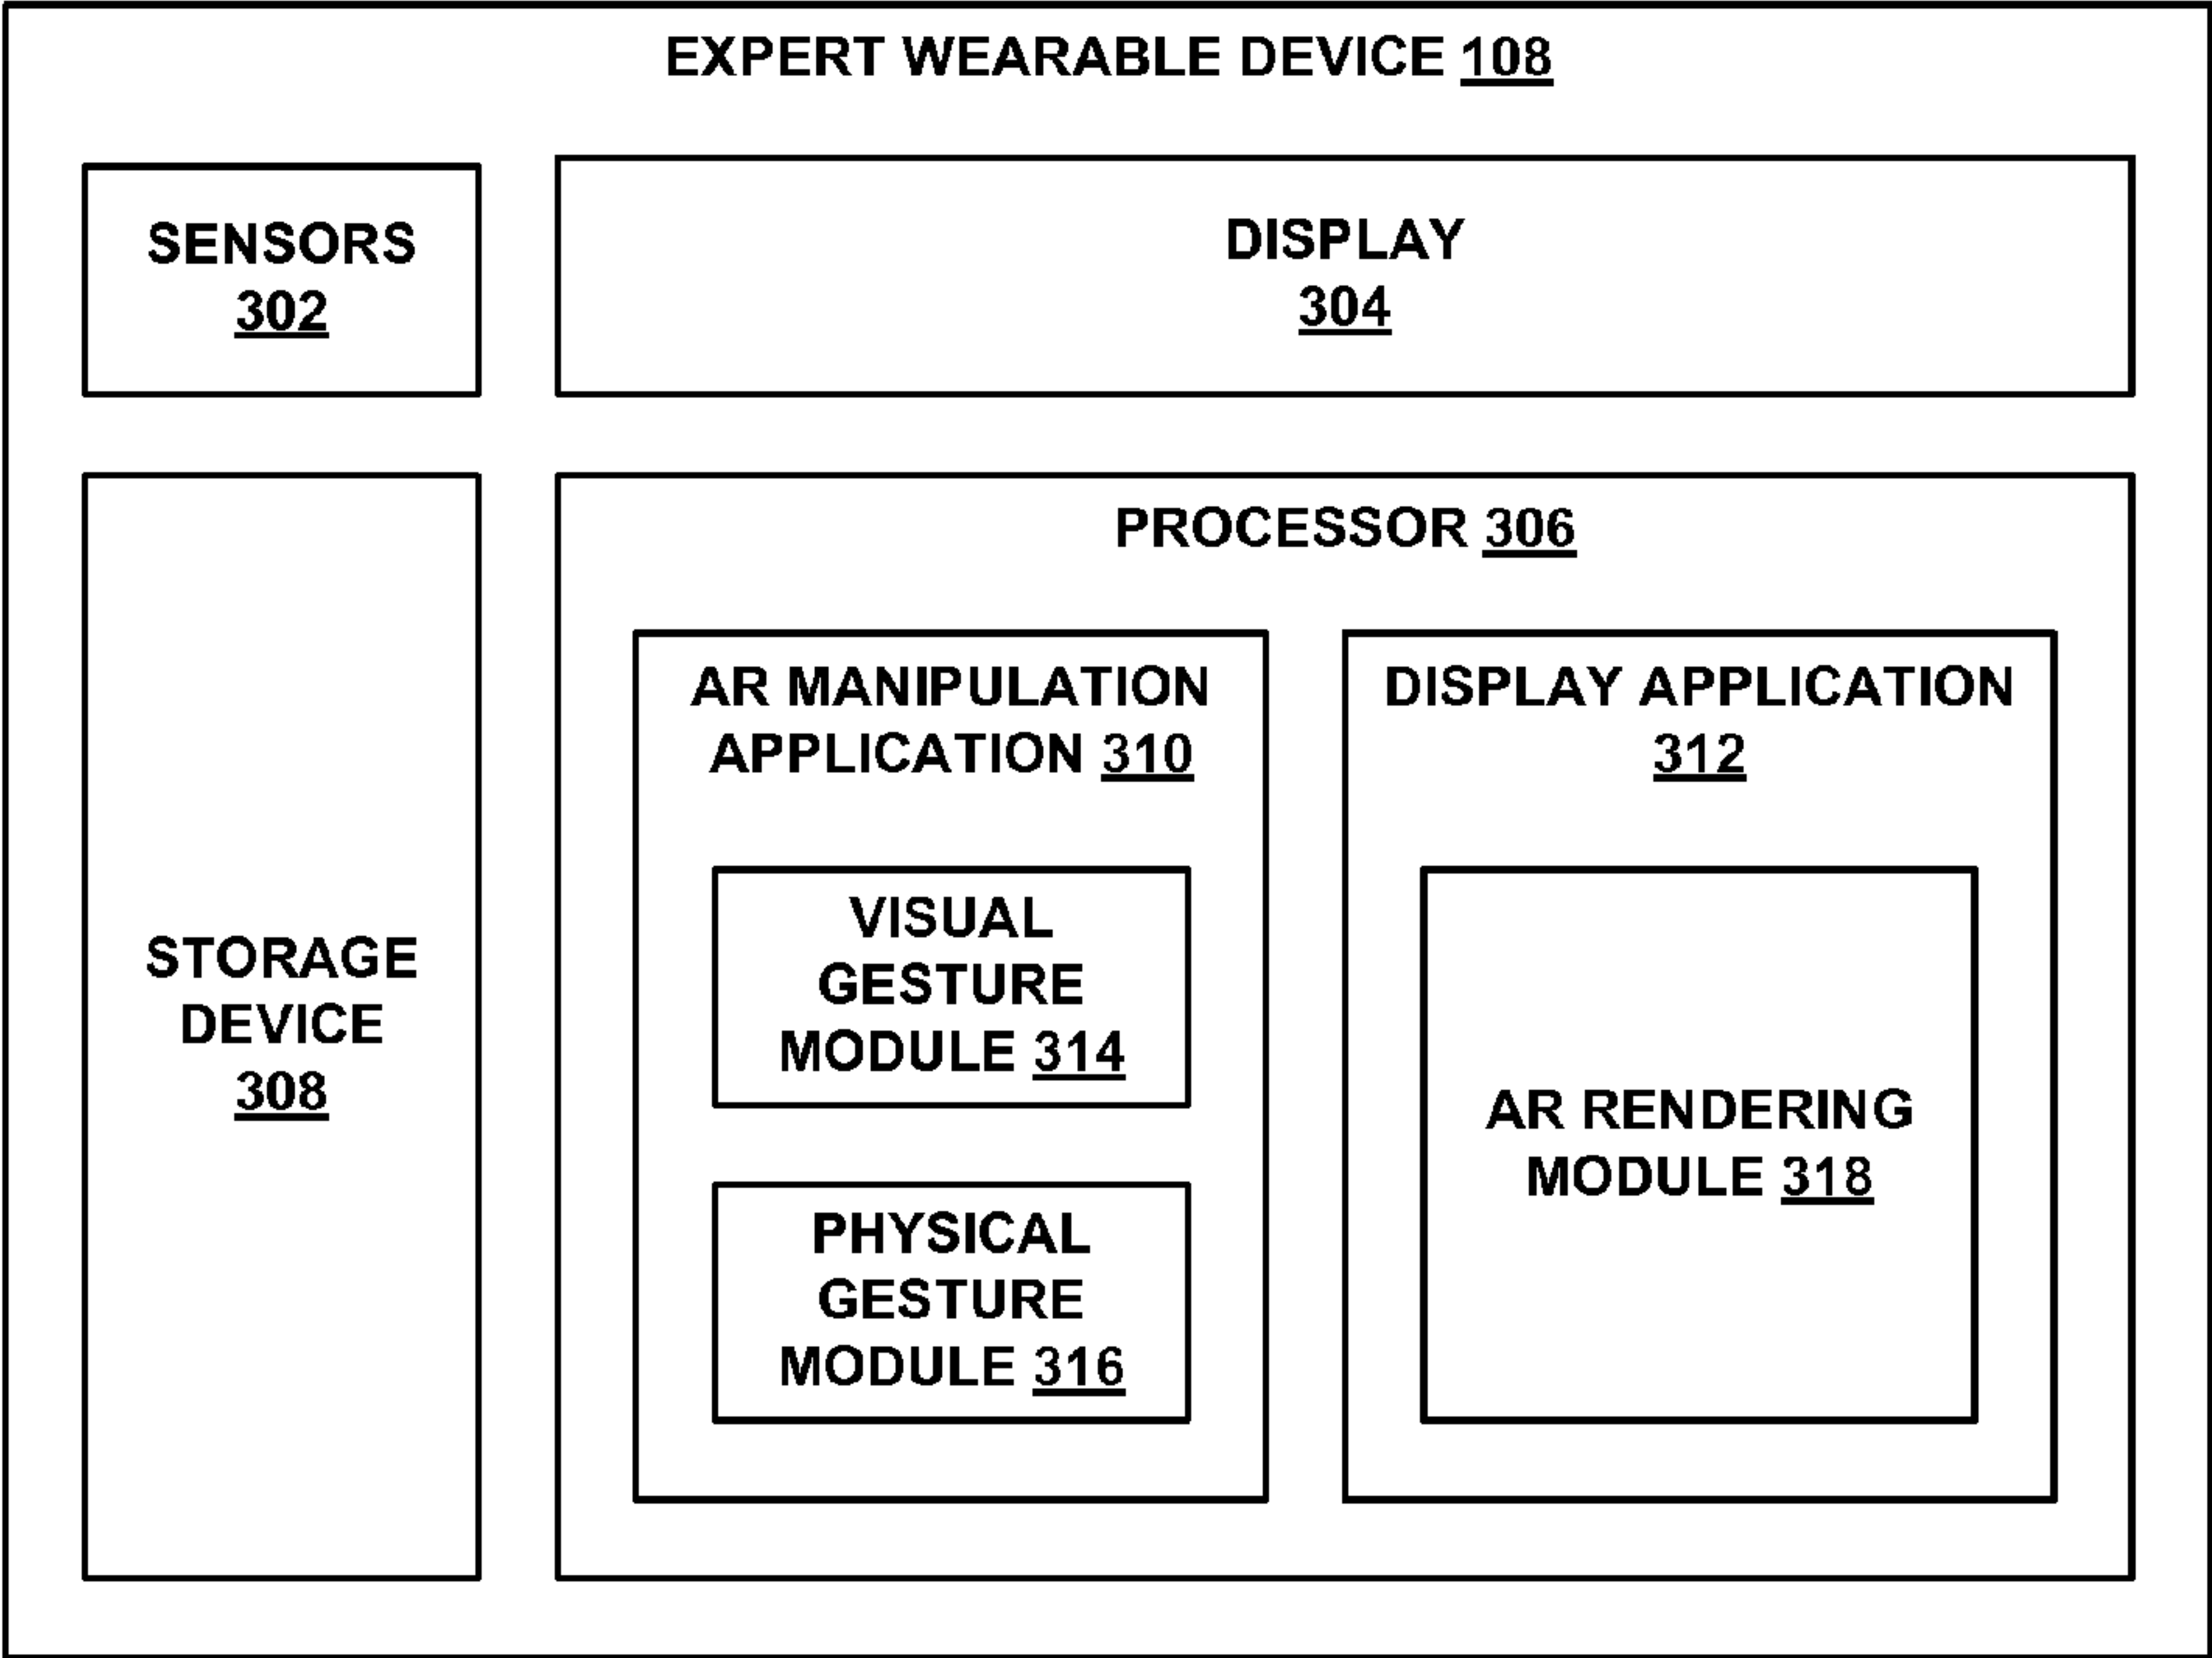 EXPERT WEARABLE DEVICE 108
SENSORS
302
DISPLAY
304
STORAGE
DEVICE
308
PROCESSOR 306
AR MANIPULATION
APPLICATION 310
VISUAL
GESTURE
MODULE 314
PHYSICAL
GESTURE
MODULE 316
DISPLAY APPLICATION
312
AR RENDERING
MODULE 318